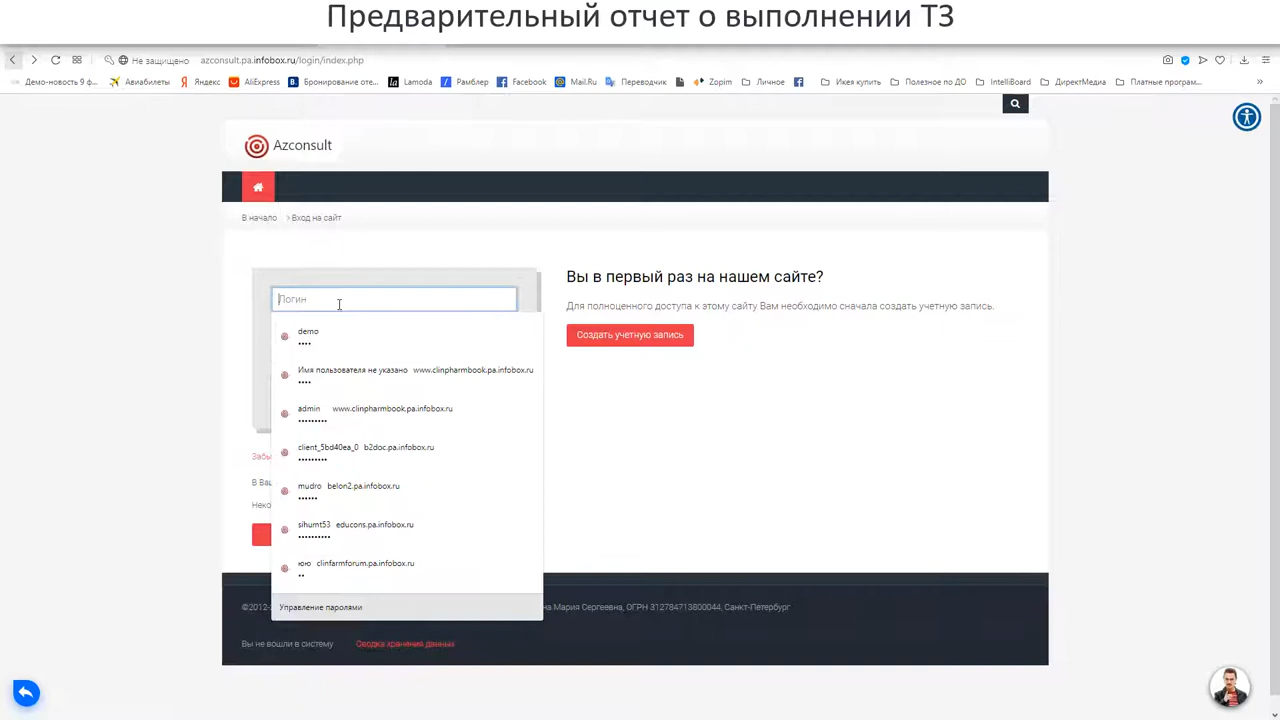 Предварительный отчет о выполнении ТЗ
Не защищено azconsult.pa.infobox.ru/login/index.php
Демо-новость 9 ф... Авиабилеты Яндекс AliExpress Бронирование оте... Lamoda Рамблер Facebook Mail.Ru Переводчик Zopim Личное Икея купить Полезное по ДО IntelliBoard ДиректМедиа Платные програм... »
Azconsult
В начало > Вход на сайт
Логин
demo
••••
Имя пользователя не указано www.clinpharmbook.pa.infobox.ru
••••
admin www.clinpharmbook.pa.infobox.ru
•••••••••
client_5bd40ea_0 b2doc.pa.infobox.ru
•••••••••
mudro belon2.pa.infobox.ru
••••••
sihumt53 educons.pa.infobox.ru
••••••••••
юю clinfarmforum.pa.infobox.ru
••
Управление паролями
Забы
В Ваш
Неко
Вы в первый раз на нашем сайте?
Для полноценного доступа к этому сайту Вам необходимо сначала создать учетную запись.
Создать учетную запись
©2012-2 на Мария Сергеевна, ОГРН 312784713800044, Санкт-Петербург
Вы не вошли в систему Сводка хранения данных